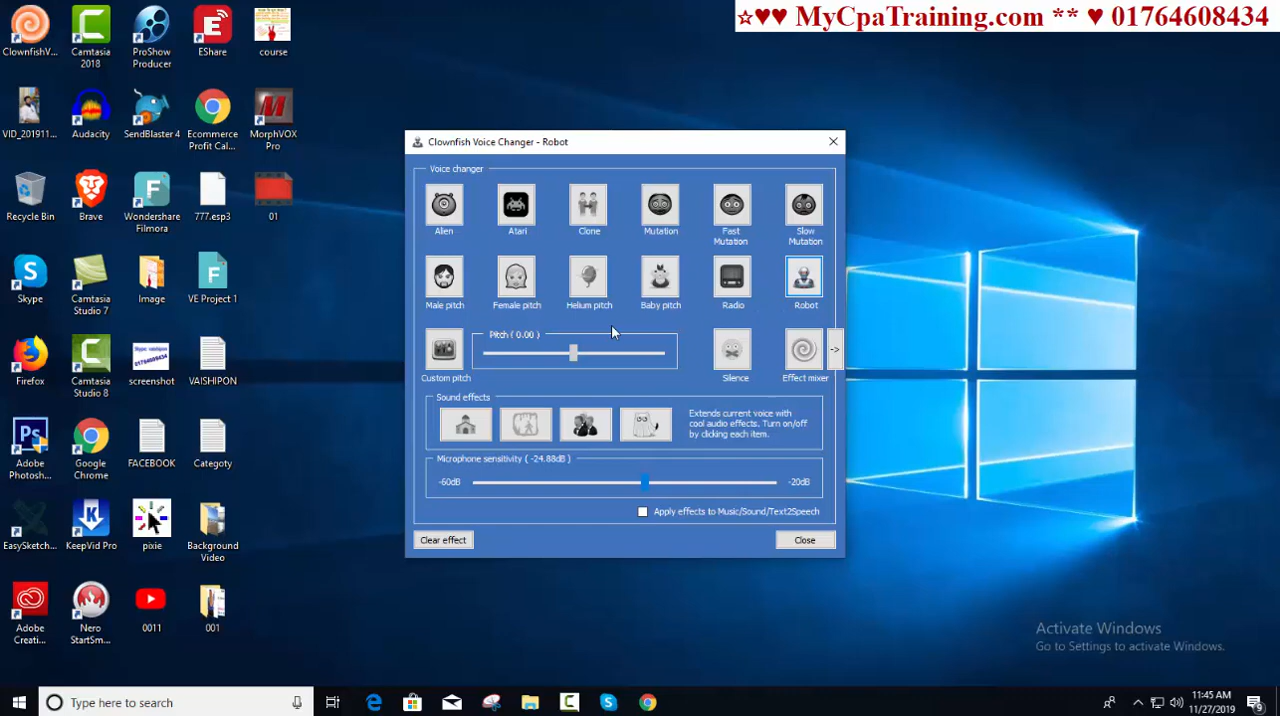 ☆♥♥ MyCpaTraining.com ** ♥ 01764608434
ClownfishV...
Camtasia 2018
ProShow Producer
EShare
course
VID_201911...
Audacity
SendBlaster 4
Ecommerce Profit Cal...
MorphVOX Pro
Recycle Bin
Brave
Wondershare Filmora
777.esp3
01
Skype
Camtasia Studio 7
Image
VE Project 1
Firefox
Camtasia Studio 8
screenshot
VAISHIPON
Adobe Photosh...
Google Chrome
FACEBOOK
Categoty
EasySketch...
KeepVid Pro
pixie
Background Video
Adobe Creati...
Nero StartSm...
0011
001
Clownfish Voice Changer - Robot
Voice changer
Alien
Atari
Clone
Mutation
Fast Mutation
Slow Mutation
Male pitch
Female pitch
Helium pitch
Baby pitch
Radio
Robot
Pitch ( 0.00 )
Custom pitch
Silence
Effect mixer
->
Sound effects
Extends current voice with
cool audio effects. Turn on/off
by clicking each item.
Microphone sensitivity ( -24.88dB )
-60dB
-20dB
Apply effects to Music/Sound/Text2Speech
Clear effect
Close
Activate Windows
Go to Settings to activate Windows.
Type here to search
11:45 AM
11/27/2019
9